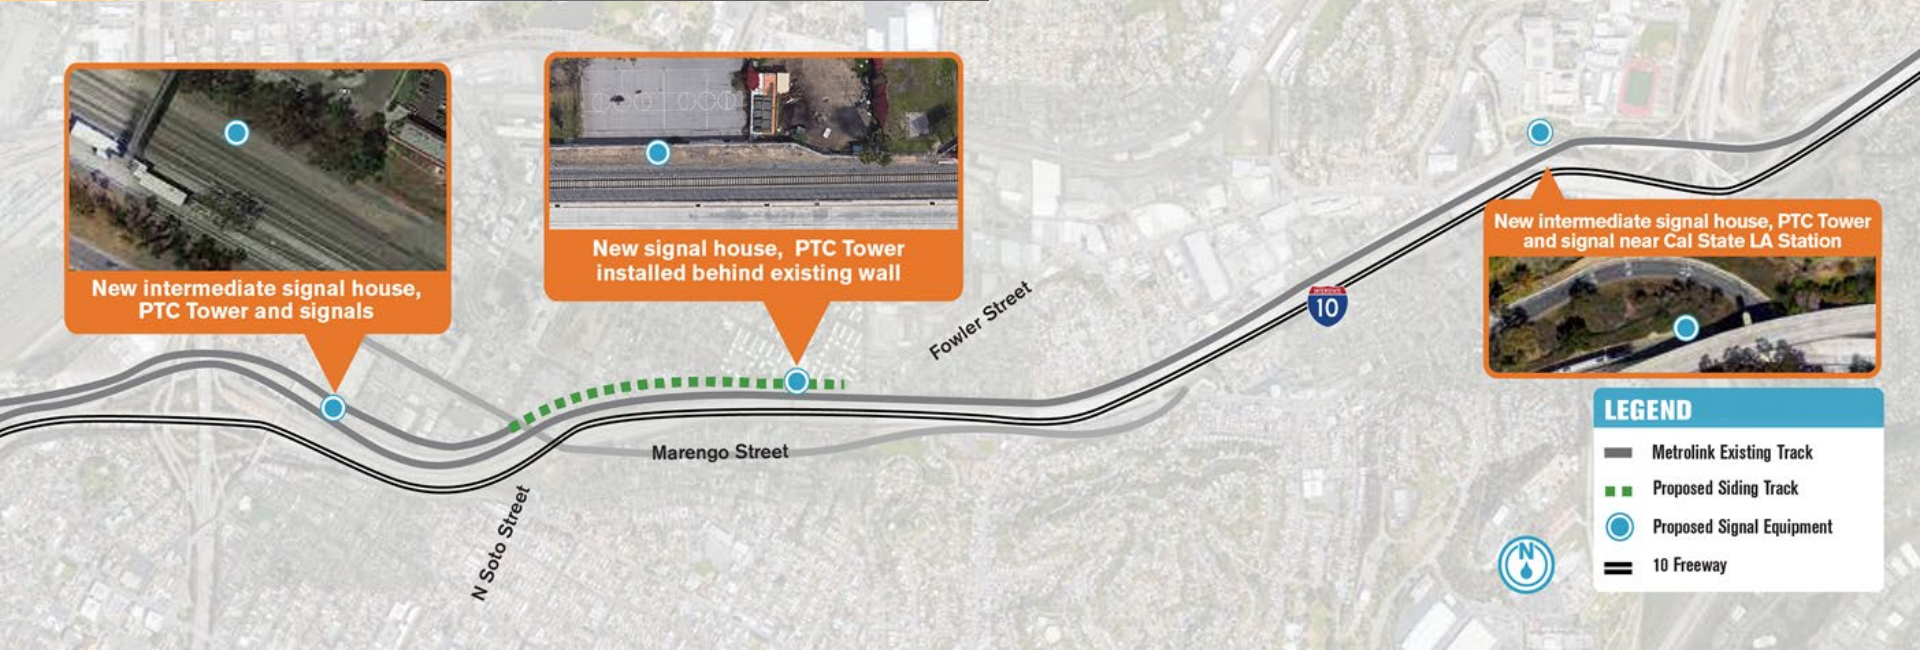 New intermediate signal house,
PTC Tower and signals
New signal house, PTC Tower
installed behind existing wall
New intermediate signal house, PTC Tower
and signal near Cal State LA Station
Fowler Street
INTERSTATE
10
Marengo Street
N Soto Street
N
LEGEND
Metrolink Existing Track
Proposed Siding Track
Proposed Signal Equipment
10 Freeway